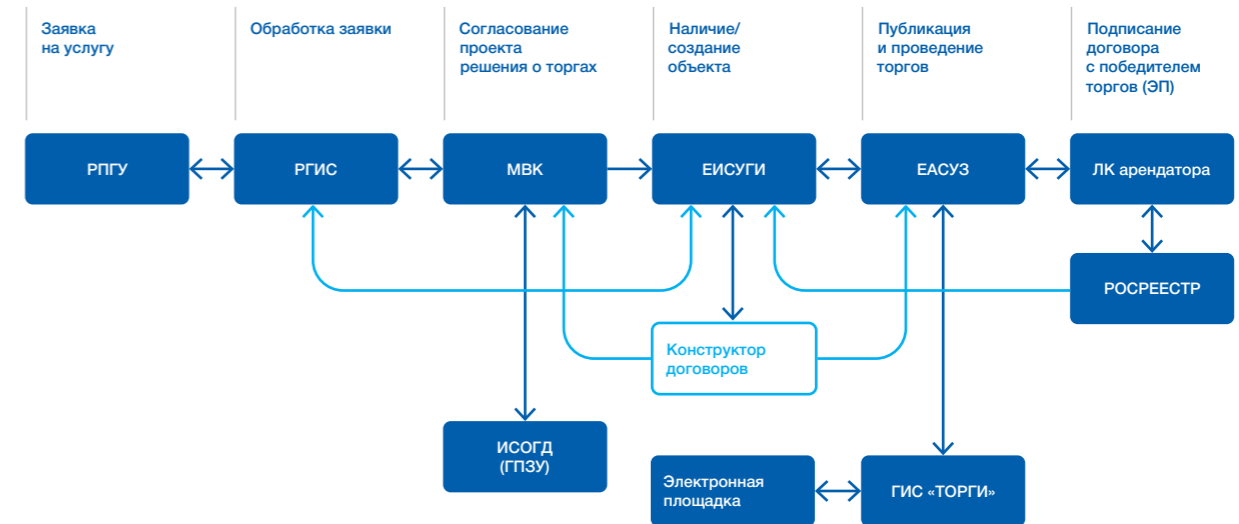 Заявка
на услугу
Обработка заявки
Согласование
проекта
решения о торгах
Наличие/
создание
объекта
Публикация
и проведение
торгов
Подписание
договора
с победителем
торгов (ЭП)
РПГУ
РГИС
МВК
ЕИСУГИ
ЕАСУЗ
ЛК арендатора
РОСРЕЕСТР
Конструктор
договоров
ИСОГД
(ГПЗУ)
Электронная
площадка
ГИС «ТОРГИ»